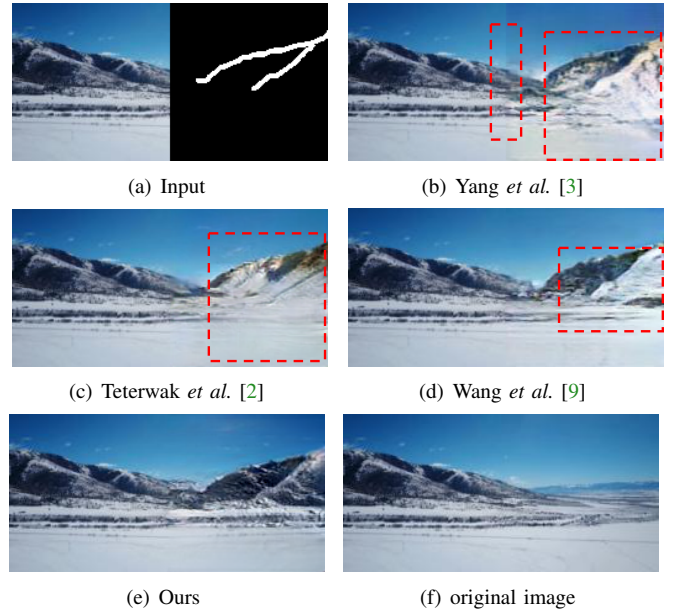 (a) Input
(b) Yang et al. [3]
(c) Teterwak et al. [2]
(d) Wang et al. [9]
(e) Ours
(f) original image